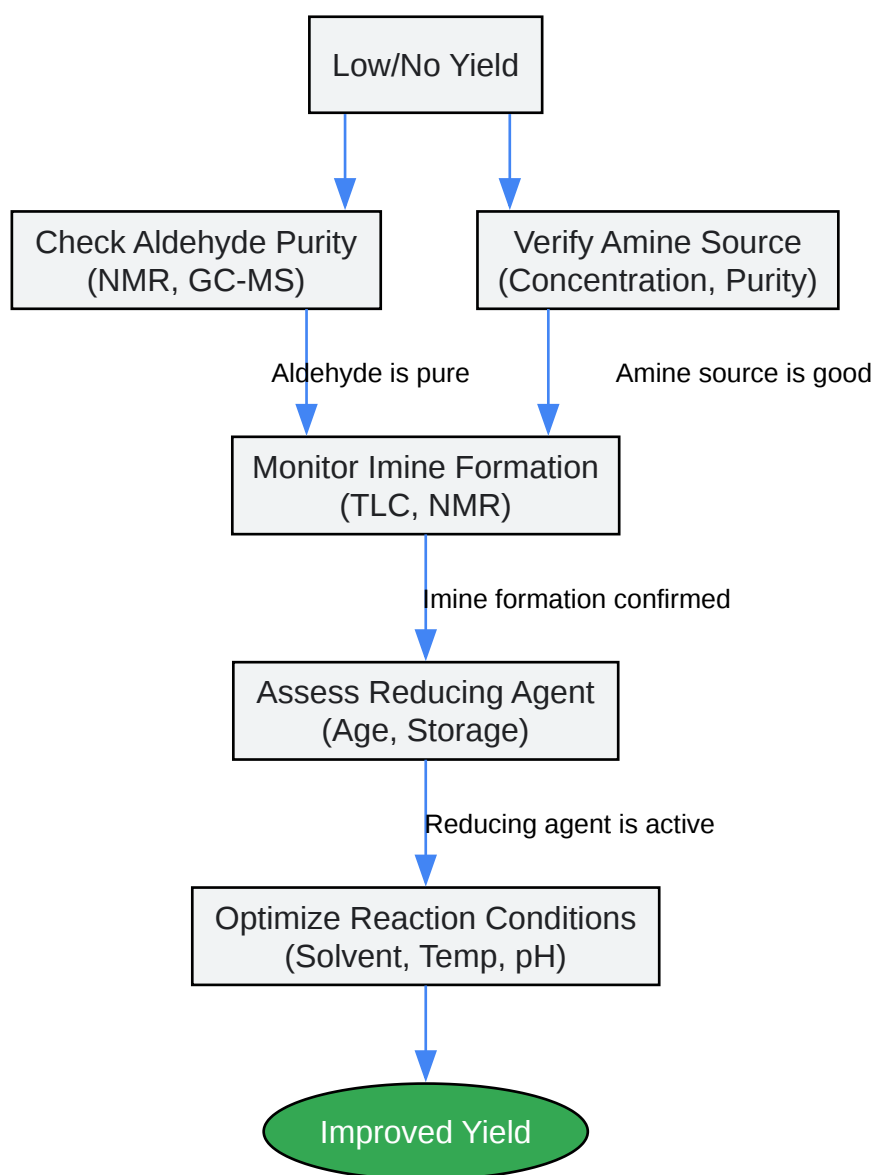 Low/No Yield
Check Aldehyde Purity
(NMR, GC-MS)
Verify Amine Source
(Concentration, Purity)
Aldehyde is pure
Amine source is good
Monitor Imine Formation
(TLC, NMR)
Imine formation confirmed
Assess Reducing Agent
(Age, Storage)
Reducing agent is active
Optimize Reaction Conditions
(Solvent, Temp, pH)
Improved Yield